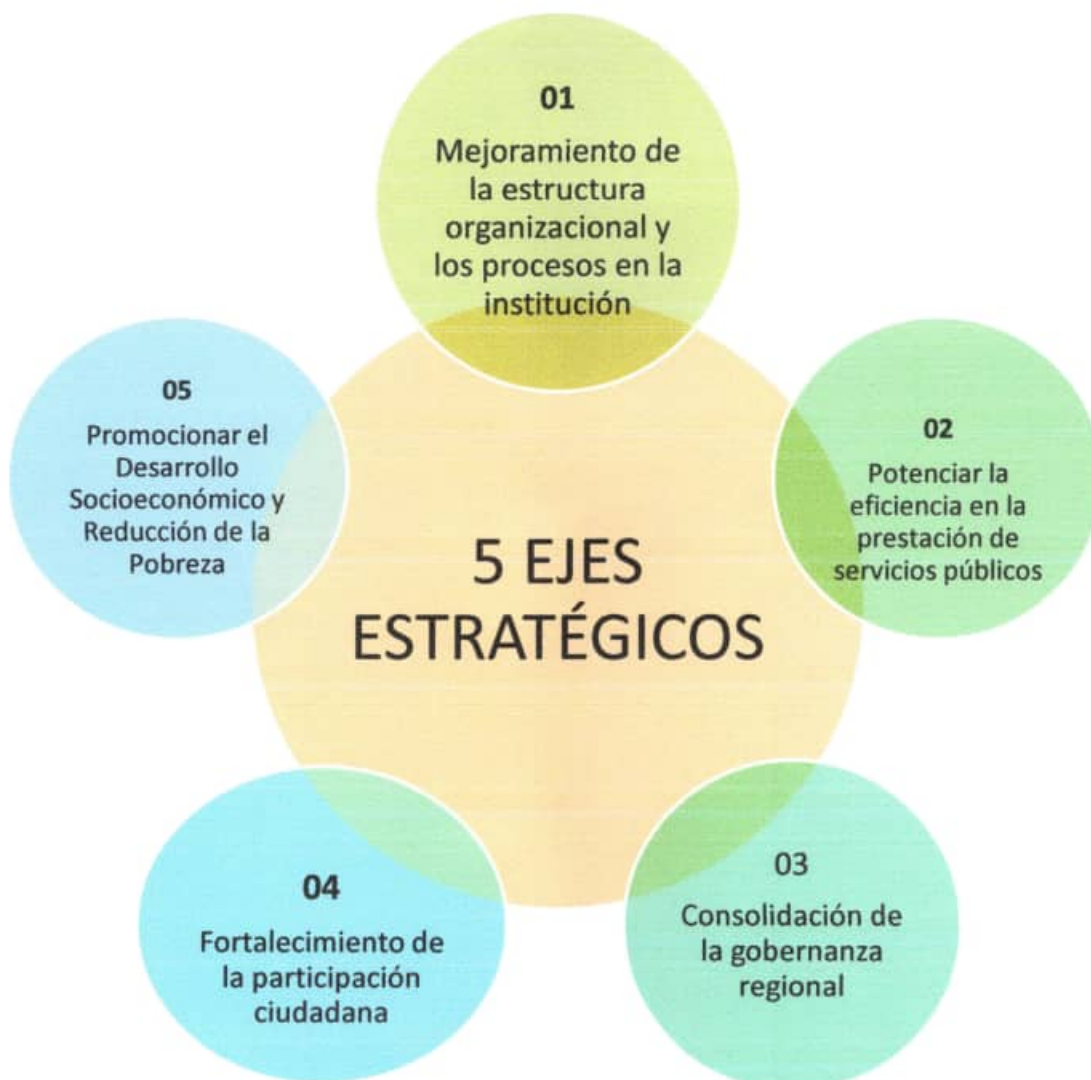 01
Mejoramiento de
la estructura
organizacional y
los procesos en la
institución
02
Potenciar la
eficiencia en la
prestación de
servicios públicos
03
Consolidación de
la gobernanza
regional
04
Fortalecimiento de
la participación
ciudadana
05
Promocionar el
Desarrollo
Socioeconómico y
Reducción de la
Pobreza
5 EJES
ESTRATÉGICOS